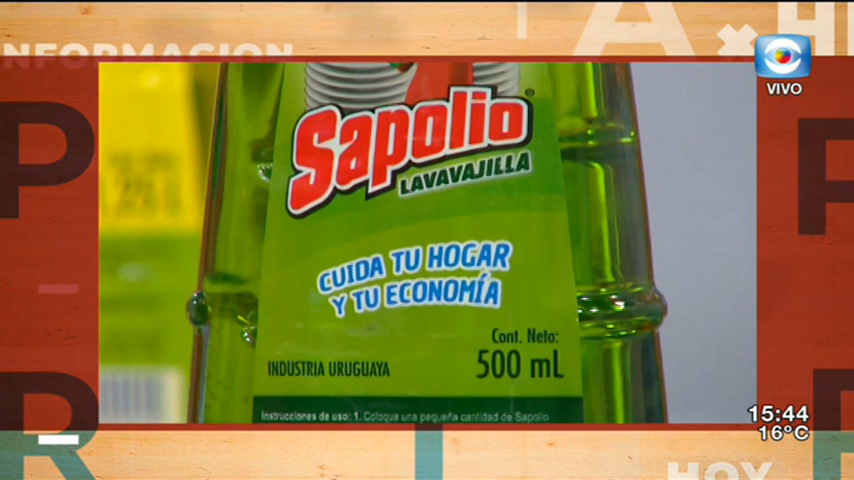 INFORMACION
VIVO
Sapolio®
LAVAVAJILLA
CUIDA TU HOGAR
Y TU ECONOMÍA
Cont. Neto:
INDUSTRIA URUGUAYA
500 mL
Instrucciones de uso: 1. Coloque una pequeña cantidad de Sapolio
15:44
16°C
HOY